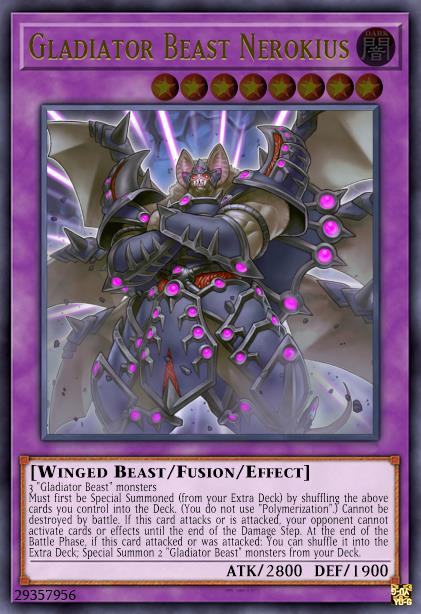 Gladiator Beast Nerokius
DARK
闇
[Winged Beast/Fusion/Effect]
3 "Gladiator Beast" monsters
Must first be Special Summoned (from your Extra Deck) by shuffling the above
cards you control into the Deck. (You do not use "Polymerization".) Cannot be
destroyed by battle. If this card attacks or is attacked, your opponent cannot
activate cards or effects until the end of the Damage Step. At the end of the
Battle Phase, if this card attacked or was attacked: You can shuffle it into the
Extra Deck; Special Summon 2 "Gladiator Beast" monsters from your Deck.
ATK/2800 DEF/1900
29357956